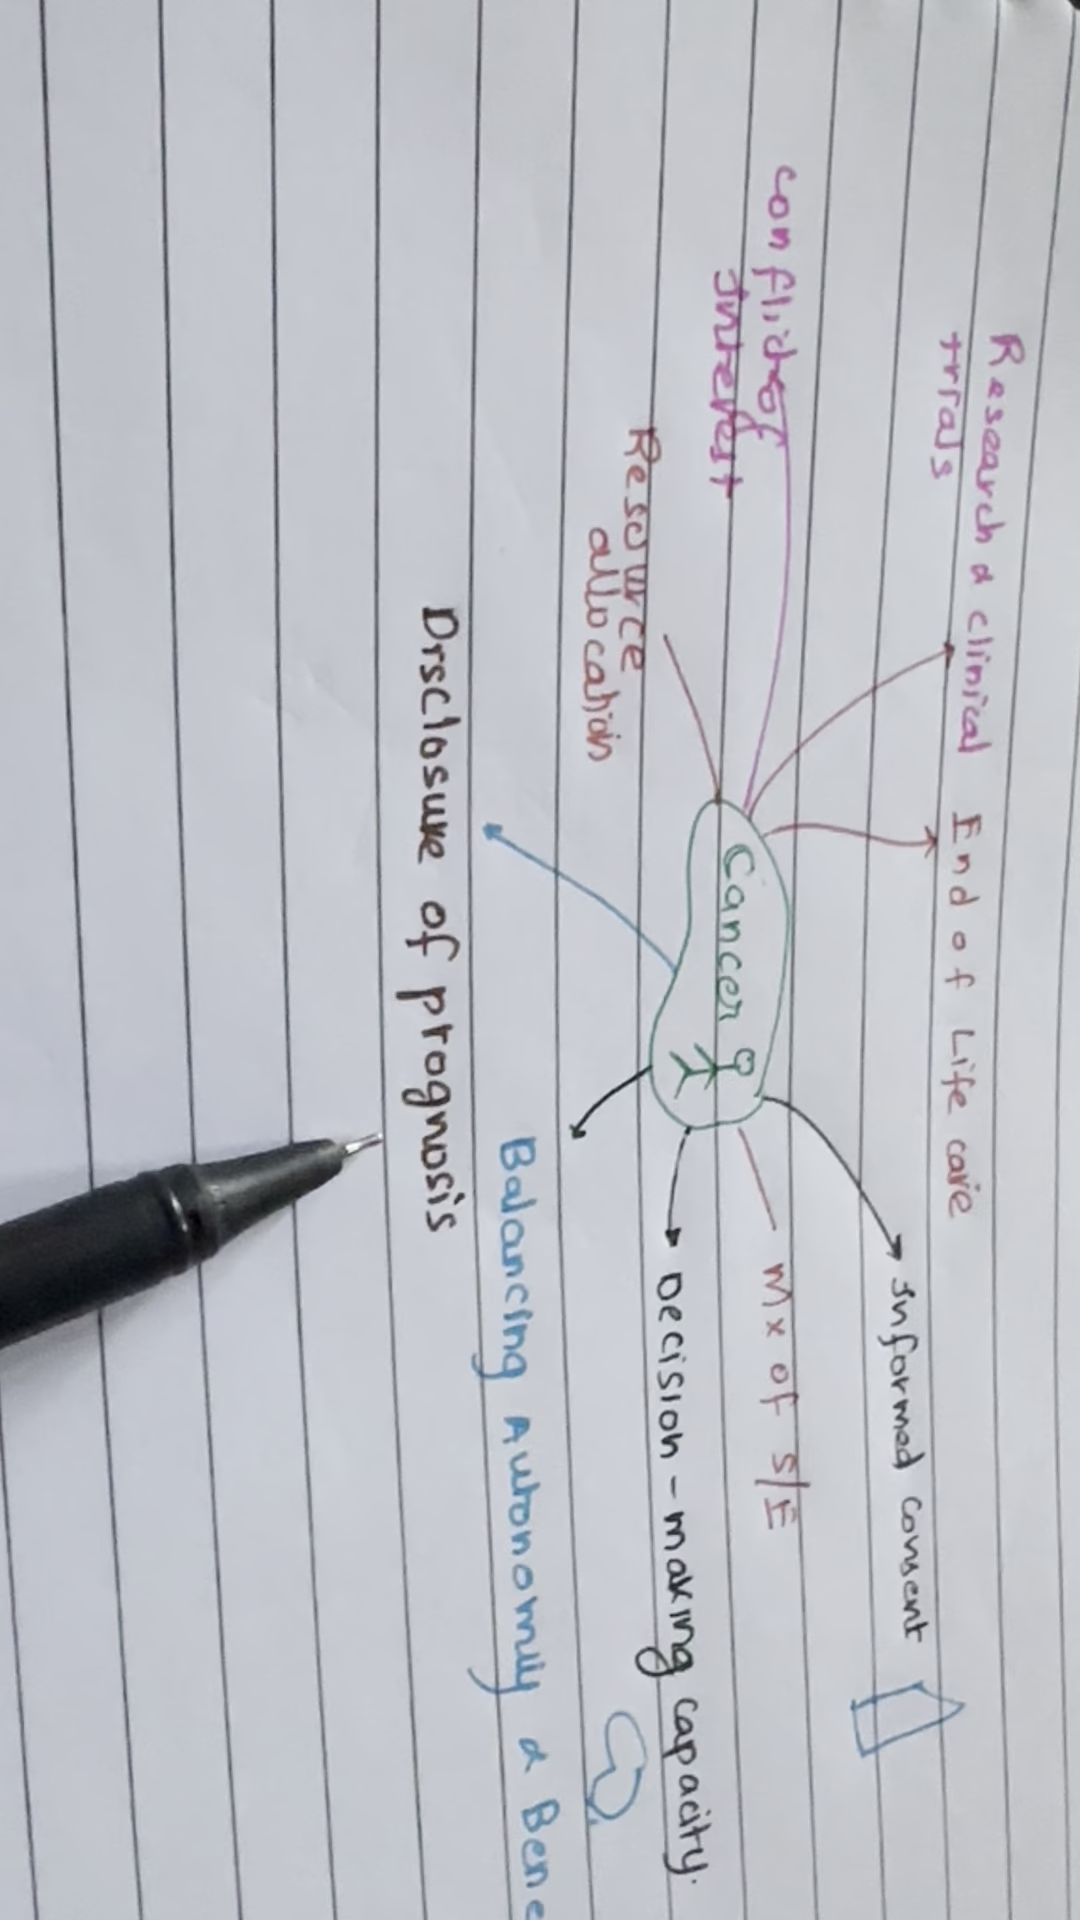 Research & clinical
trials
End of Life care
Informed consent
conflict of
Interest
Cancer
Mx of S/E
Resource
allocation
Decision-making capacity.
Balancing Autonomy & Bene
Disclosure of prognosis